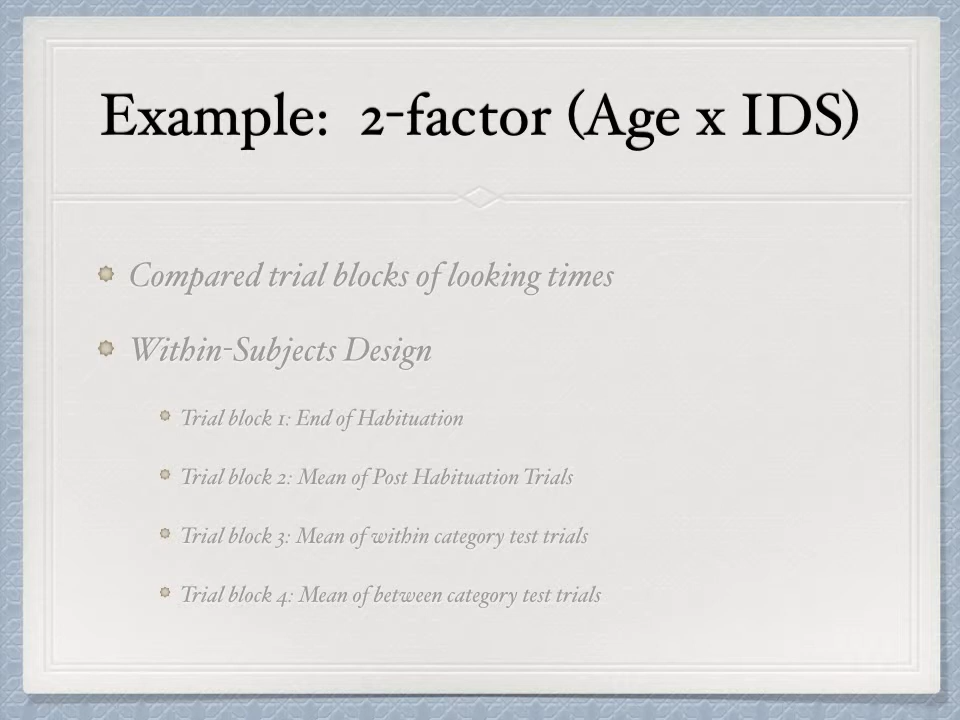 Example: 2-factor (Age x IDS)
Compared trial blocks of looking times
Within-Subjects Design
Trial block 1: End of Habituation
Trial block 2: Mean of Post Habituation Trials
Trial block 3: Mean of within category test trials
Trial block 4: Mean of between category test trials